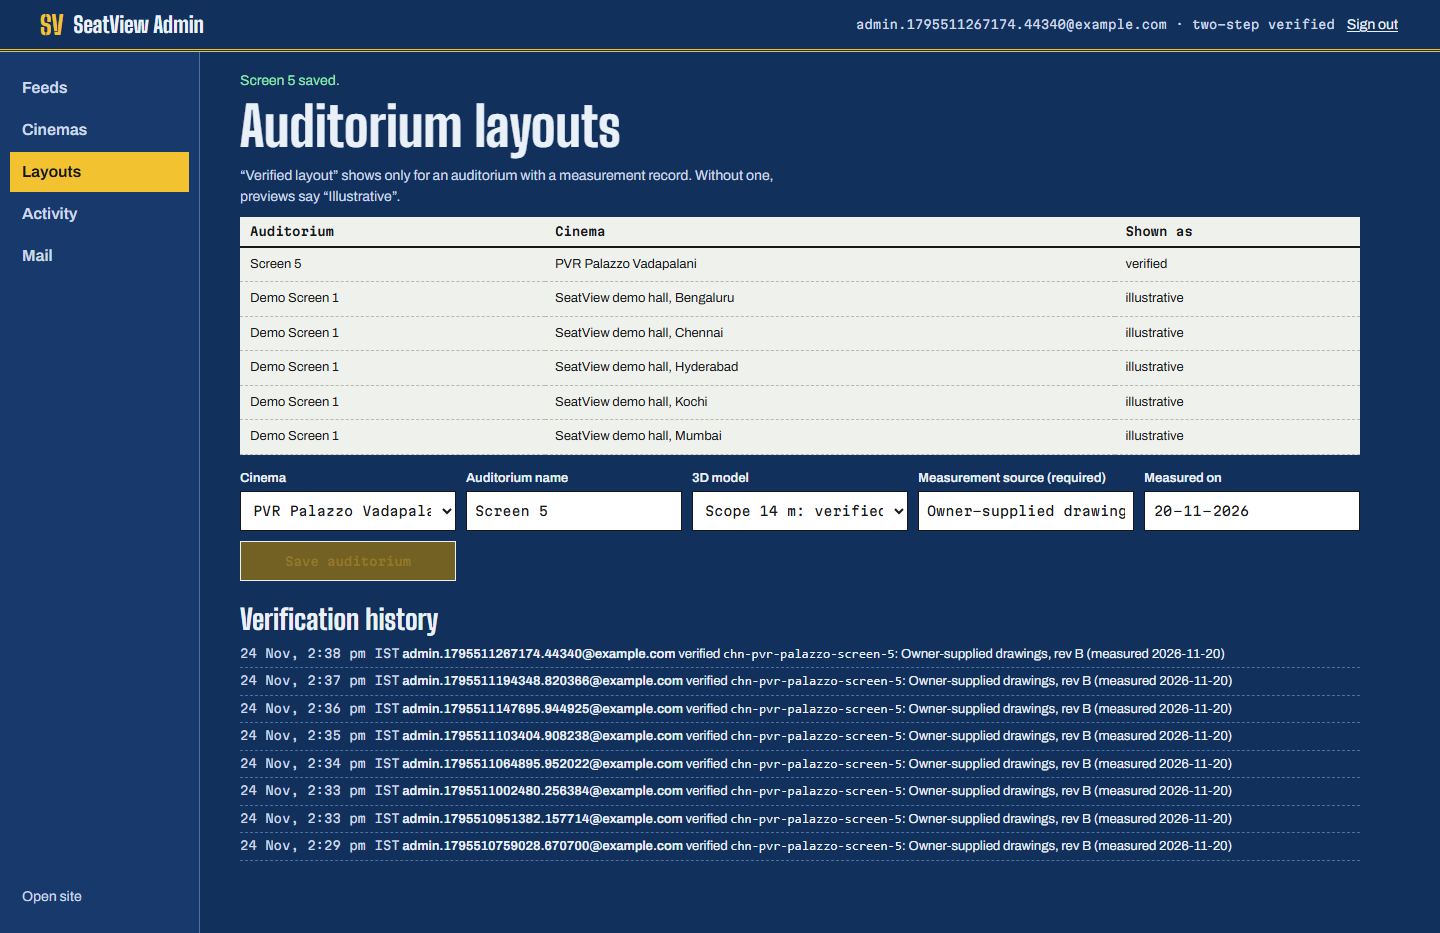 SV SeatView Admin
admin.1795511267174.44340@example.com · two-step verified Sign out
Feeds
Cinemas
Layouts
Activity
Mail
Open site
Screen 5 saved.
Auditorium layouts
“Verified layout” shows only for an auditorium with a measurement record. Without one,
previews say “Illustrative”.
Auditorium Cinema Shown as
Screen 5 PVR Palazzo Vadapalani verified
Demo Screen 1 SeatView demo hall, Bengaluru illustrative
Demo Screen 1 SeatView demo hall, Chennai illustrative
Demo Screen 1 SeatView demo hall, Hyderabad illustrative
Demo Screen 1 SeatView demo hall, Kochi illustrative
Demo Screen 1 SeatView demo hall, Mumbai illustrative
Cinema Auditorium name 3D model Measurement source (required) Measured on
PVR Palazzo Vadapala Screen 5 Scope 14 m: verified Owner-supplied drawing 20-11-2026
Save auditorium
Verification history
24 Nov, 2:38 pm IST admin.1795511267174.44340@example.com verified chn-pvr-palazzo-screen-5: Owner-supplied drawings, rev B (measured 2026-11-20)
24 Nov, 2:37 pm IST admin.1795511194348.820366@example.com verified chn-pvr-palazzo-screen-5: Owner-supplied drawings, rev B (measured 2026-11-20)
24 Nov, 2:36 pm IST admin.1795511147695.944925@example.com verified chn-pvr-palazzo-screen-5: Owner-supplied drawings, rev B (measured 2026-11-20)
24 Nov, 2:35 pm IST admin.1795511103404.908238@example.com verified chn-pvr-palazzo-screen-5: Owner-supplied drawings, rev B (measured 2026-11-20)
24 Nov, 2:34 pm IST admin.1795511064895.952022@example.com verified chn-pvr-palazzo-screen-5: Owner-supplied drawings, rev B (measured 2026-11-20)
24 Nov, 2:33 pm IST admin.1795511002480.256384@example.com verified chn-pvr-palazzo-screen-5: Owner-supplied drawings, rev B (measured 2026-11-20)
24 Nov, 2:33 pm IST admin.1795510951382.157714@example.com verified chn-pvr-palazzo-screen-5: Owner-supplied drawings, rev B (measured 2026-11-20)
24 Nov, 2:29 pm IST admin.1795510759028.670700@example.com verified chn-pvr-palazzo-screen-5: Owner-supplied drawings, rev B (measured 2026-11-20)